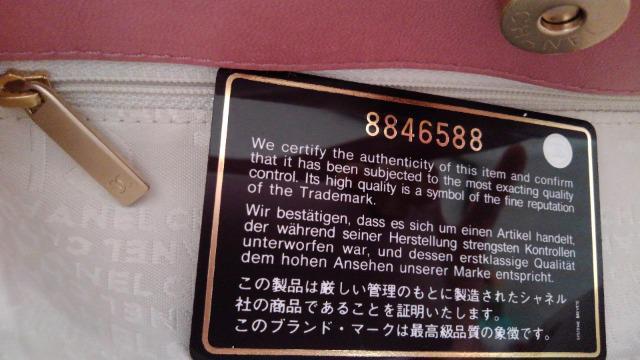 CHANEL
8846588
We certify the authenticity of this item and confirm
that it has been subjected to the most exacting quality
control. Its high quality is a symbol of the fine reputation
of the Trademark.
Wir bestätigen, dass es sich um einen Artikel handelt,
der während seiner Herstellung strengsten Kontrollen
unterworfen war, und dessen erstklassige Qualität
dem hohen Ansehen unserer Marke entspricht.
この製品は厳しい管理のもとに製造されたシャネル
社の商品であることを証明いたします。
このブランド・マークは最高級品質の象徴です。